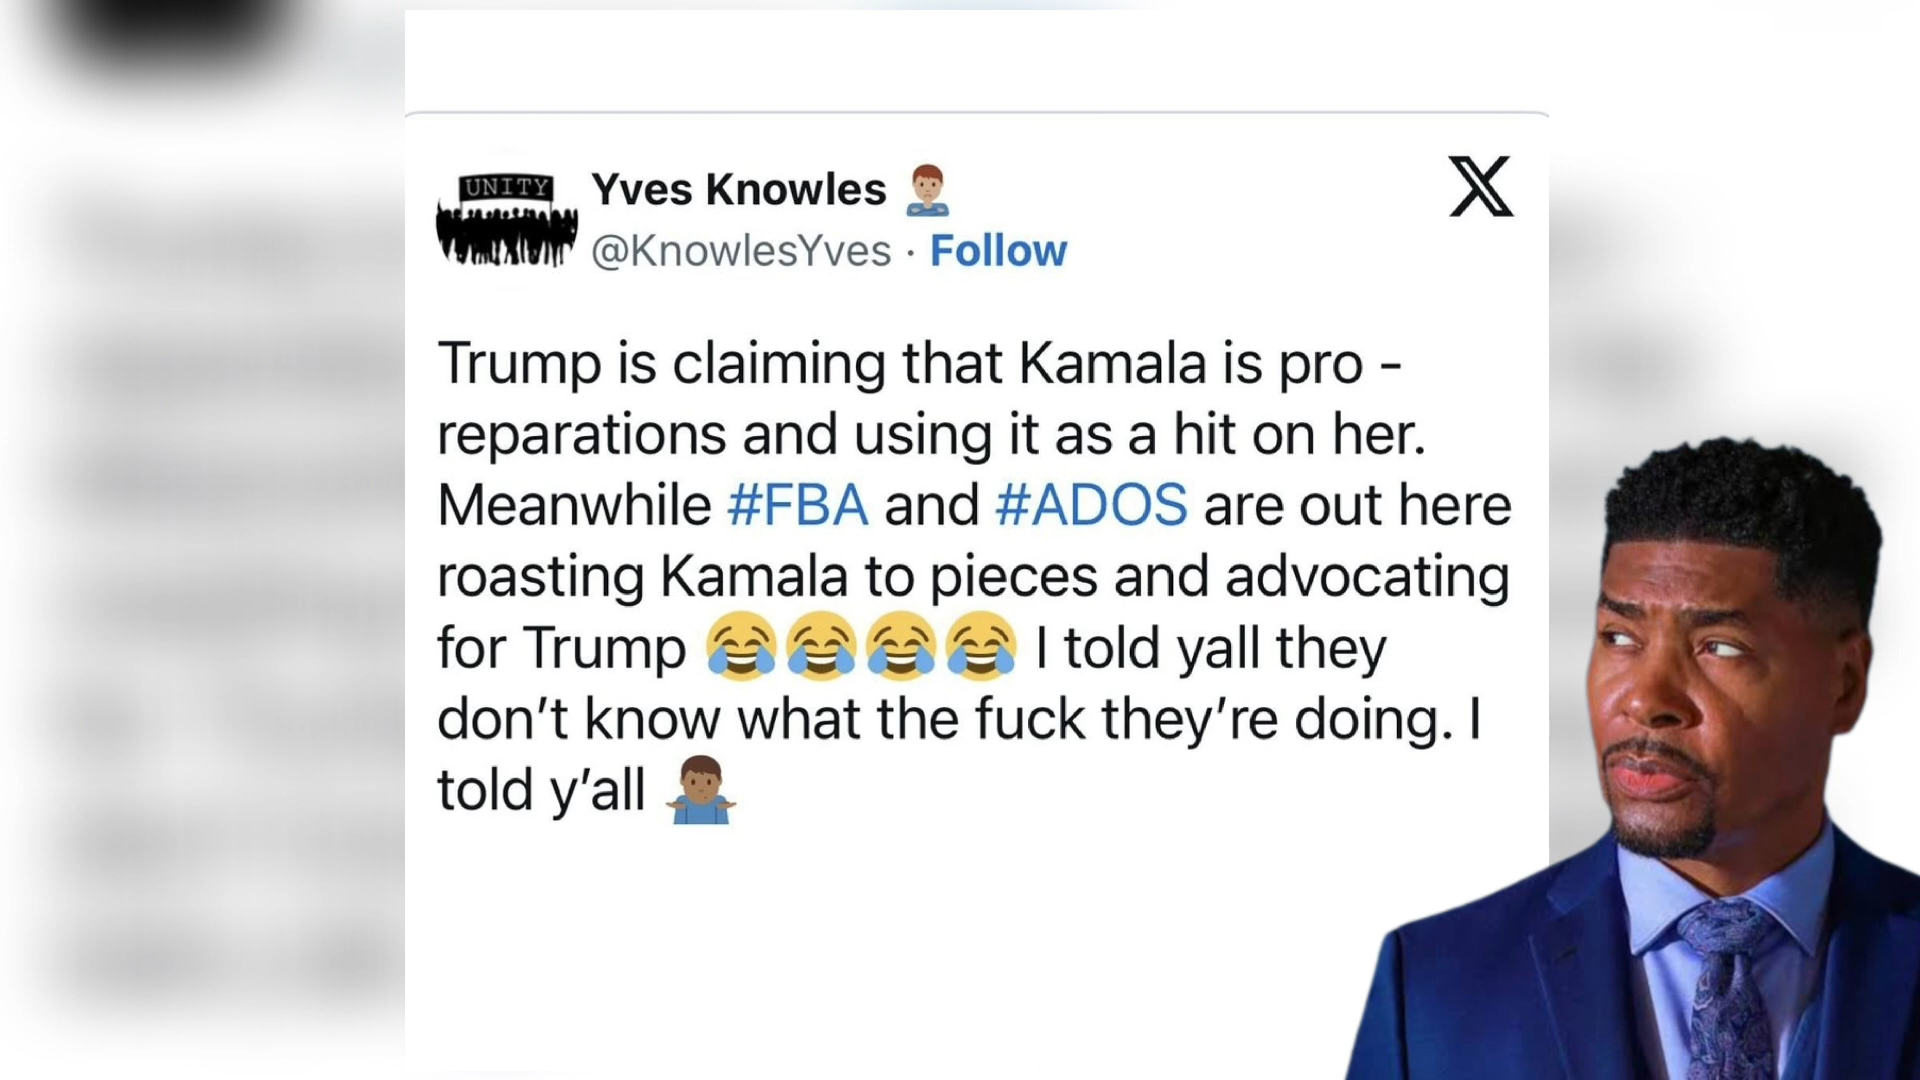 UNITY
Yves Knowles 🙍🏽‍♂️
@KnowlesYves · Follow
Trump is claiming that Kamala is pro -
reparations and using it as a hit on her.
Meanwhile #FBA and #ADOS are out here
roasting Kamala to pieces and advocating
for Trump 😂😂😂😂 I told yall they
don’t know what the fuck they’re doing. I
told y’all 🤷🏾‍♂️